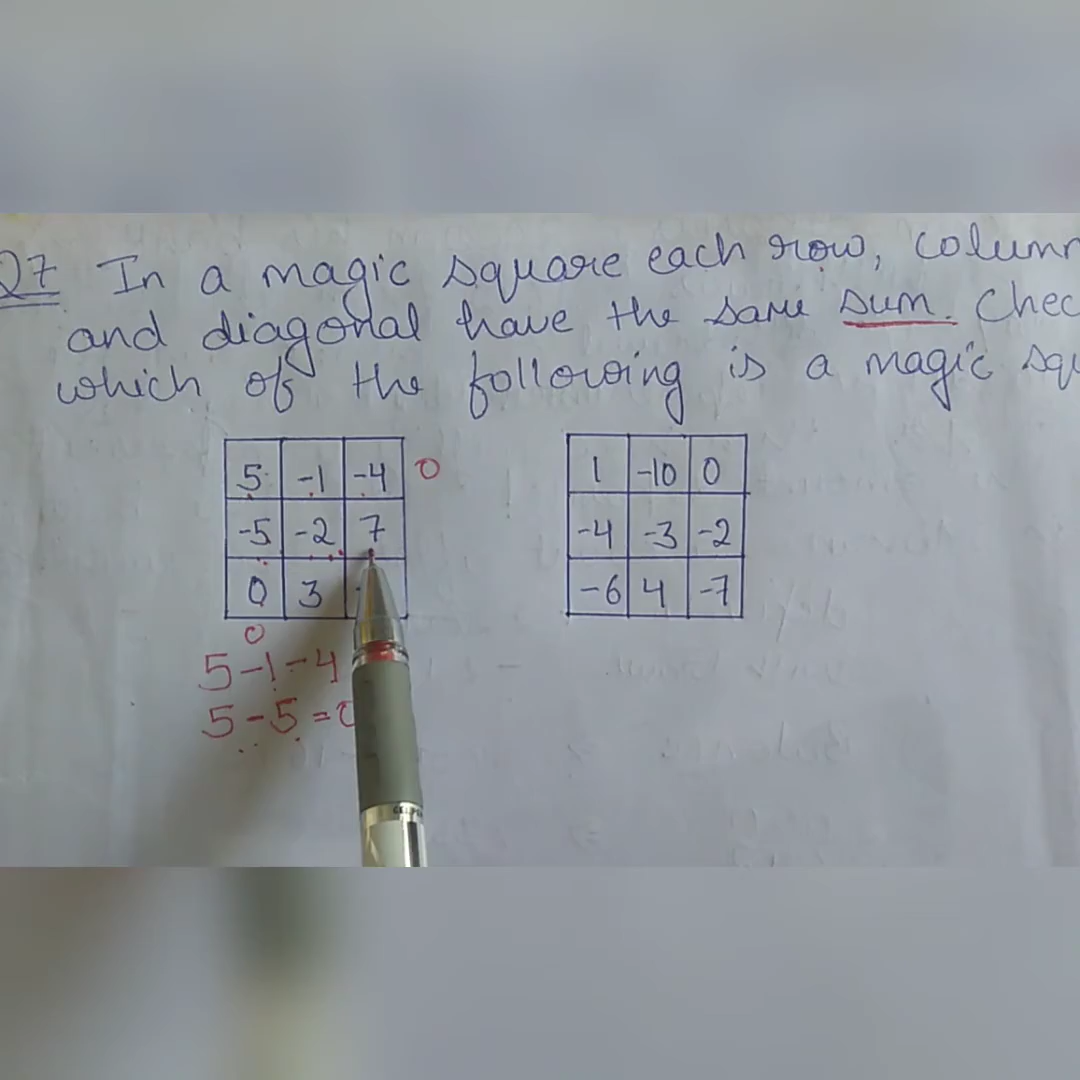 Q7 In a magic square each row, column
and diagonal have the same sum. Chec
which of the following is a magic squ
5 -1 -4 0
-5 -2 7
0 3 -
0
5-1-4
5-5=0
1 -10 0
-4 -3 -2
-6 4 -7